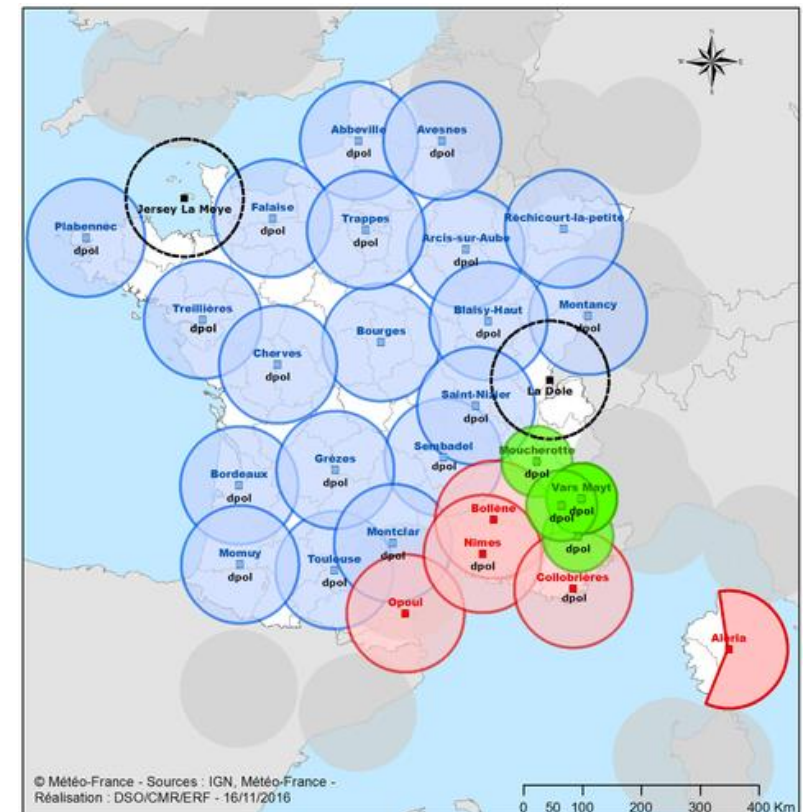 N
W E
S
Abbeville
dpol
Avesnes
dpol
Jersey La Moye
Falaise
dpol
Trappes
dpol
Réchicourt-la-petite
Plabennec
dpol
Arcis-sur-Aube
dpol
Treillières
dpol
Blaisy-Haut
dpol
Montancy
dpol
Bourges
Cherves
dpol
La Dôle
Saint-Nizier
dpol
Sembadel
dpol
Moucherotte
dpol
Grèzes
dpol
Bordeaux
dpol
Vars Mayt
dpol
dpol
Bollène
Montclar
dpol
Nîmes
dpol
dpol
Momuy
dpol
Toulouse
dpol
Collobrières
dpol
Opoul
Aléria
© Météo-France - Sources : IGN, Météo-France -
Réalisation : DSO/CMR/ERF - 16/11/2016
0 50 100 200 300 400 Km